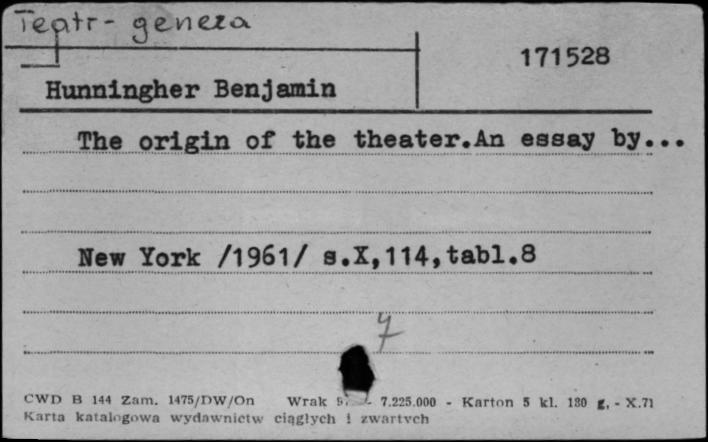 Teatr - geneza
171528
Hunningher Benjamin
The origin of the theater.An essay by...
New York /1961/ s.X,114,tabl.8
CWD B 144 Zam. 1475/DW/On Wrak - 7.225.000 - Karton 5 kl. 180 g, - X.71
Karta katalogowa wydawnictw ciągłych i zwartych